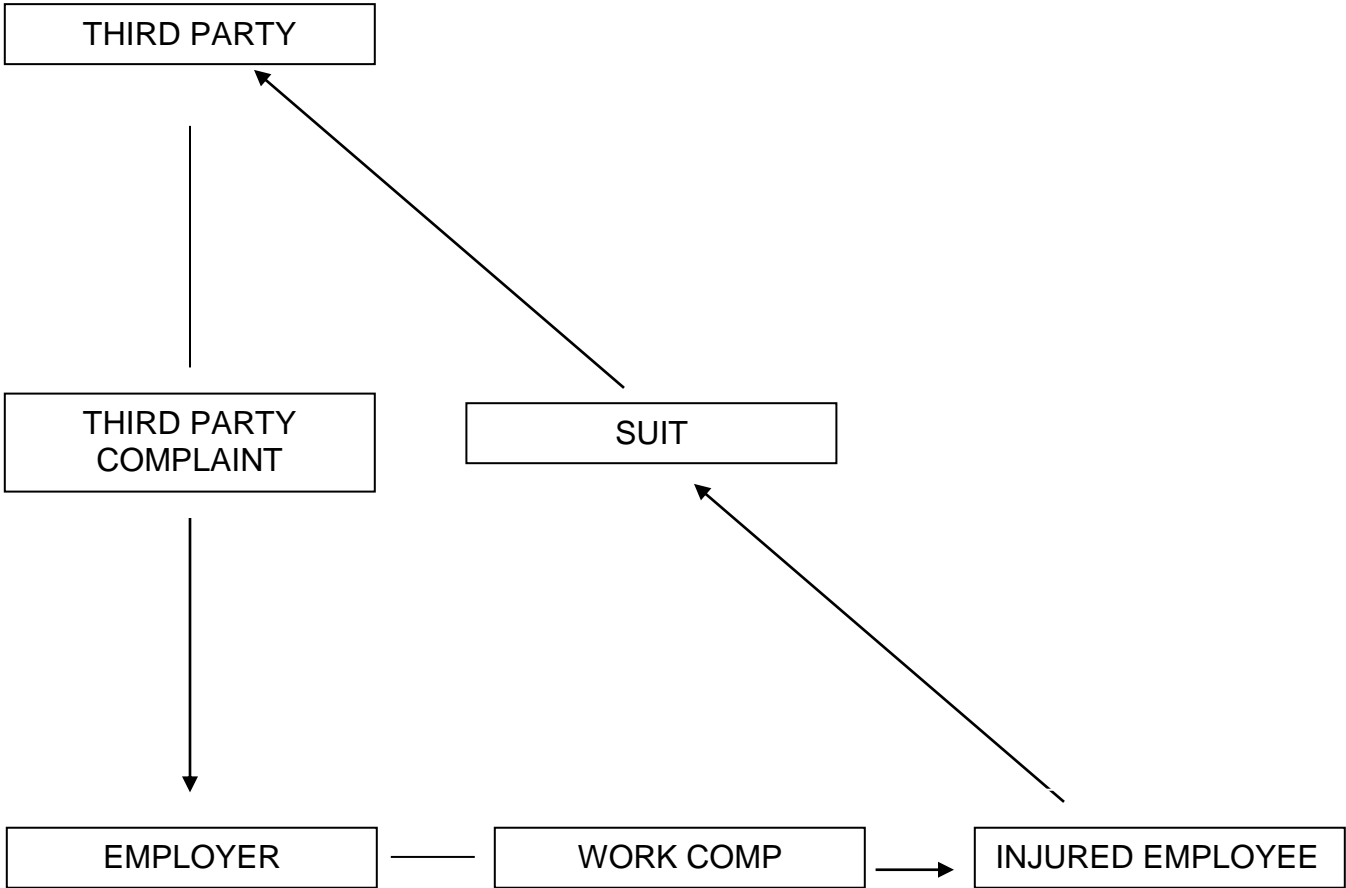 THIRD PARTY
THIRD PARTY
COMPLAINT
SUIT
EMPLOYER
WORK COMP
INJURED EMPLOYEE